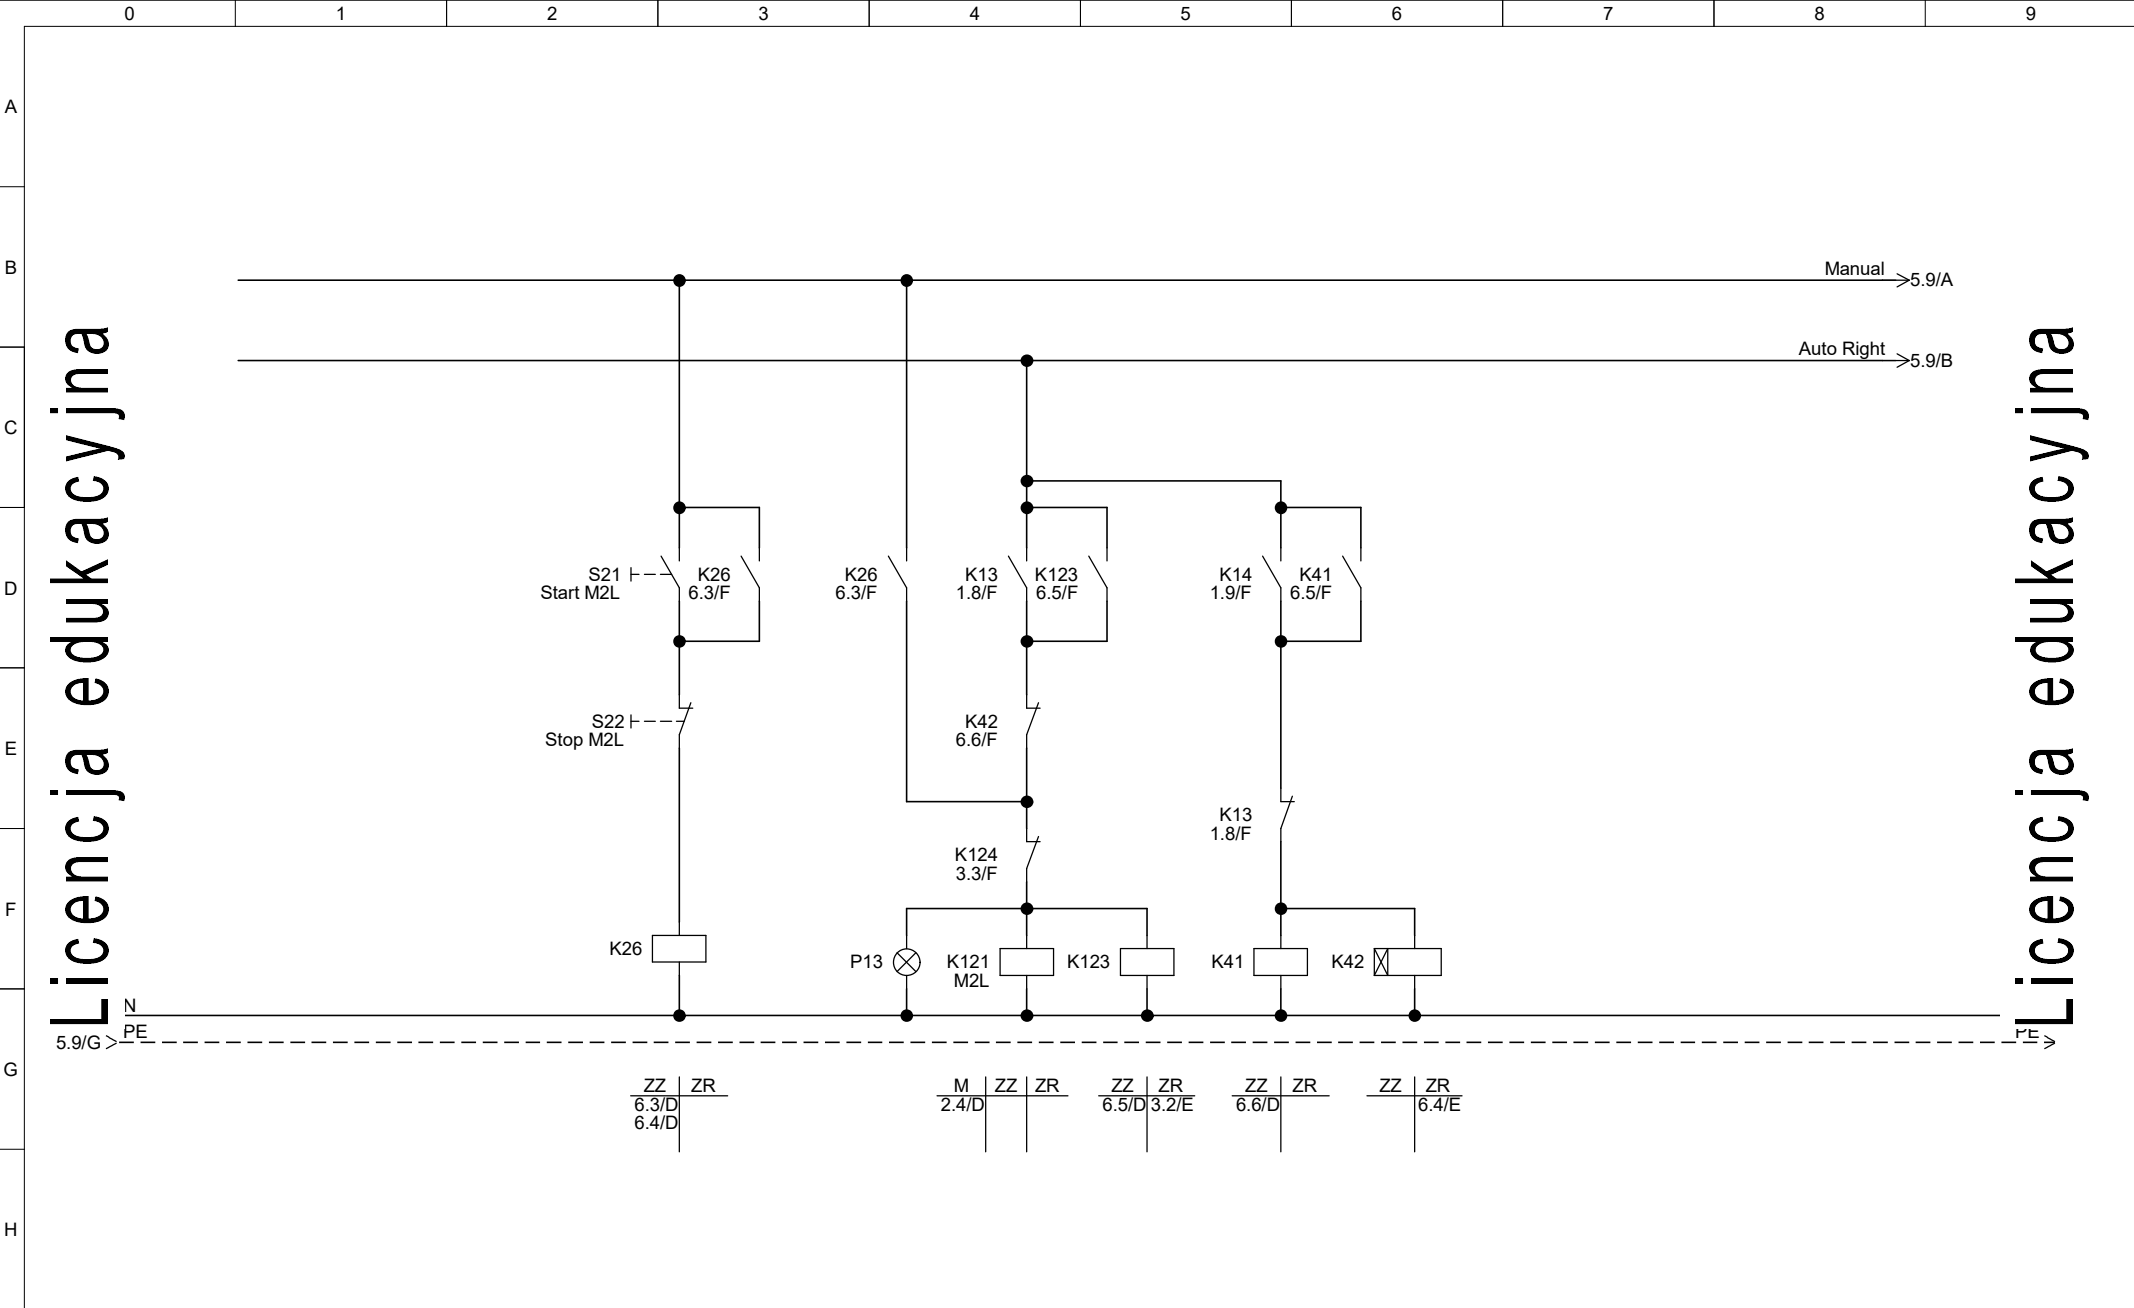 0 1 2 3 4 5 6 7 8 9
A
B
C
D
E
F
G
H
Licencja edukacyjna
Licencja edukacyjna
Manual
5.9/A
Auto Right
5.9/B
S21
Start M2L
K26
6.3/F
K26
6.3/F
K13
1.8/F
K123
6.5/F
K14
1.9/F
K41
6.5/F
S22
Stop M2L
K42
6.6/F
K13
1.8/F
K124
3.3/F
K26
P13
K121
M2L
K123
K41
K42
N
PE
5.9/G
PE
ZZ ZR
6.3/D
6.4/D
M ZZ ZR
2.4/D
ZZ ZR
6.5/D 3.2/E
ZZ ZR
6.6/D
ZZ ZR
6.4/E